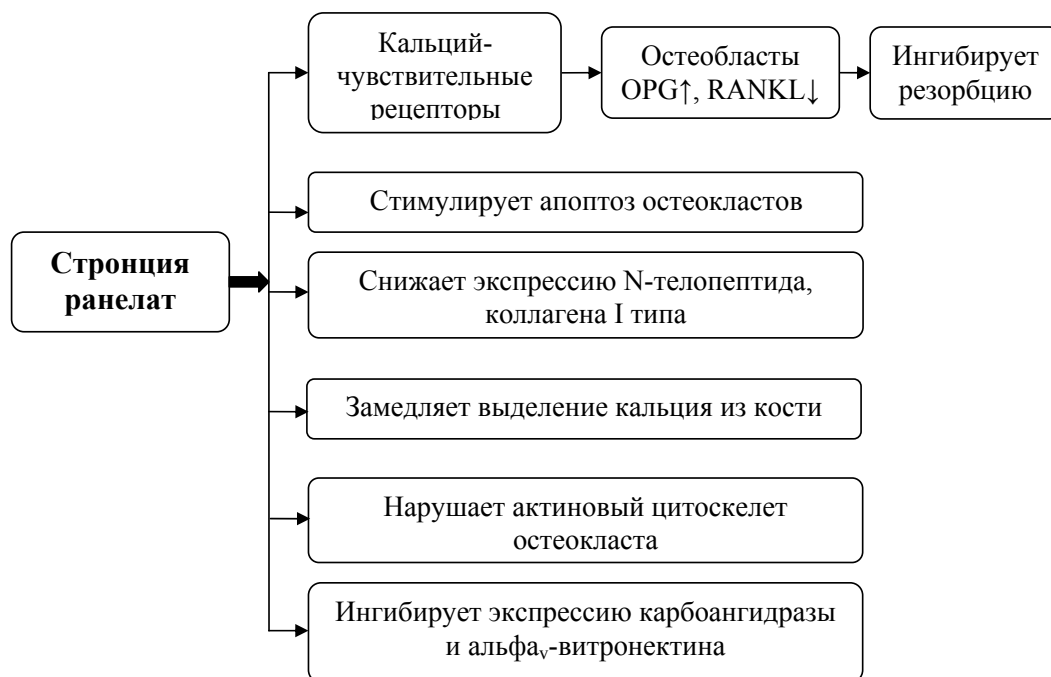 Кальций-
чувствительные
рецепторы
Остеобласты
OPG↑, RANKL↓
Ингибирует
резорбцию
Стимулирует апоптоз остеокластов
Стронция
ранелат
Снижает экспрессию N-телопептида,
коллагена I типа
Замедляет выделение кальция из кости
Нарушает актиновый цитоскелет
остеокласта
Ингибирует экспрессию карбоангидразы
и альфаᵥ-витронектина